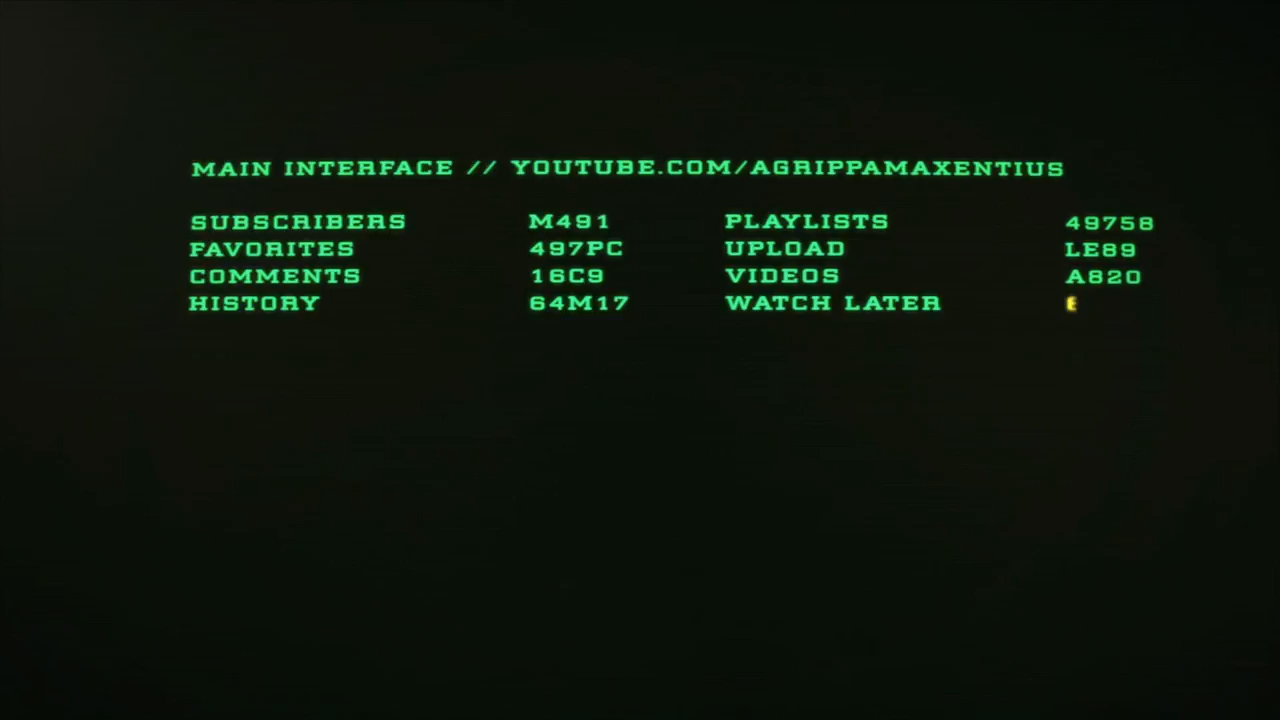 MAIN INTERFACE // YOUTUBE.COM/AGRIPPAMAXENTIUS
SUBSCRIBERS M491 PLAYLISTS 49758
FAVORITES 497PC UPLOAD LE89
COMMENTS 16C9 VIDEOS A820
HISTORY 64M17 WATCH LATER